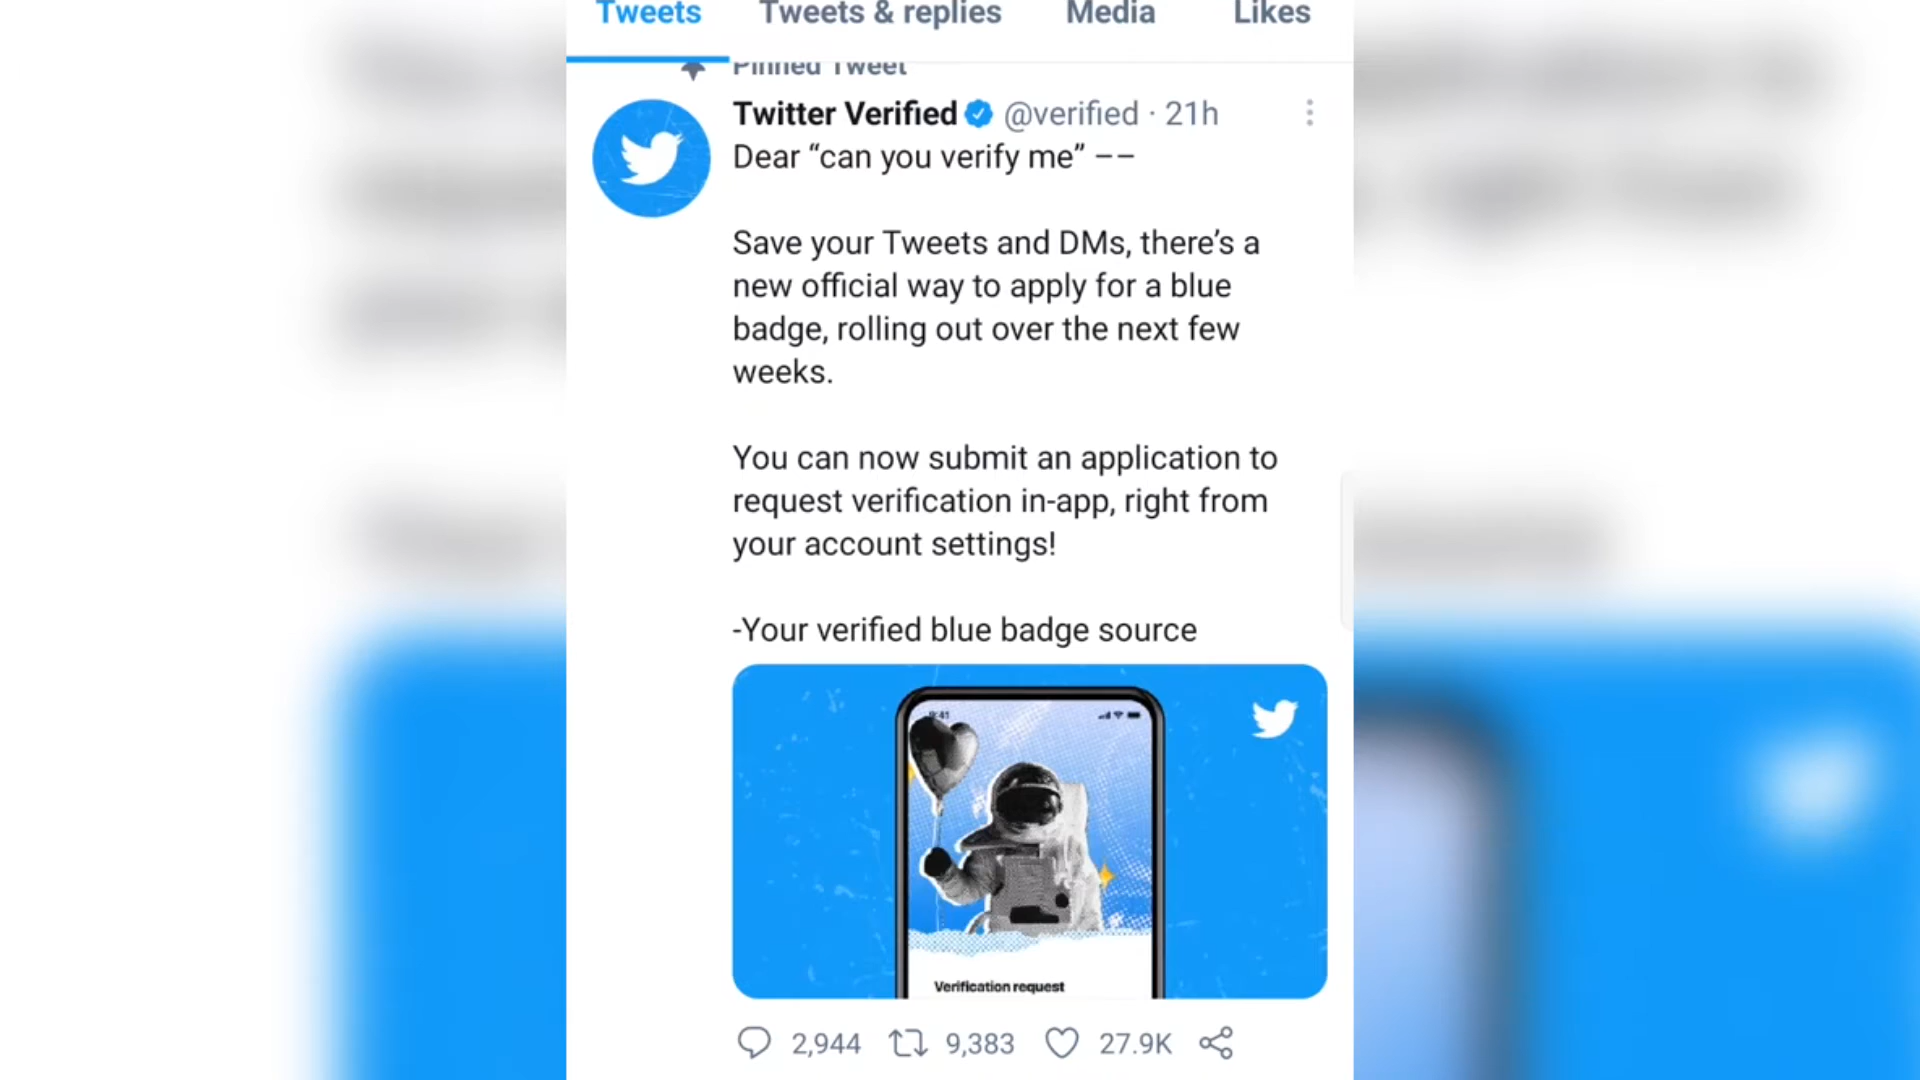 Tweets Tweets & replies Media Likes
Pinned Tweet
Twitter Verified @verified · 21h
Dear “can you verify me” ––
Save your Tweets and DMs, there’s a
new official way to apply for a blue
badge, rolling out over the next few
weeks.
You can now submit an application to
request verification in-app, right from
your account settings!
-Your verified blue badge source
9:41
Verification request
2,944 9,383 27.9K